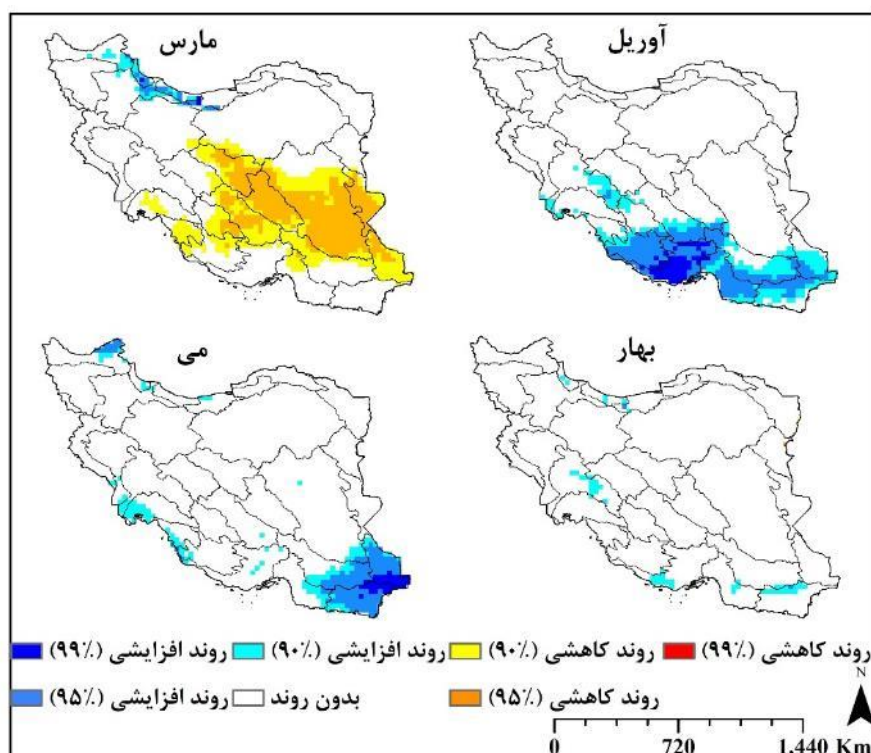 مارس
آوریل
می
بهار
روند کاهشی (۹۹٪) روند کاهشی (۹۰٪) روند افزایشی (۹۰٪) روند افزایشی (۹۹٪)
روند کاهشی (۹۵٪) بدون روند روند افزایشی (۹۵٪)
N
0 720 1,440 Km